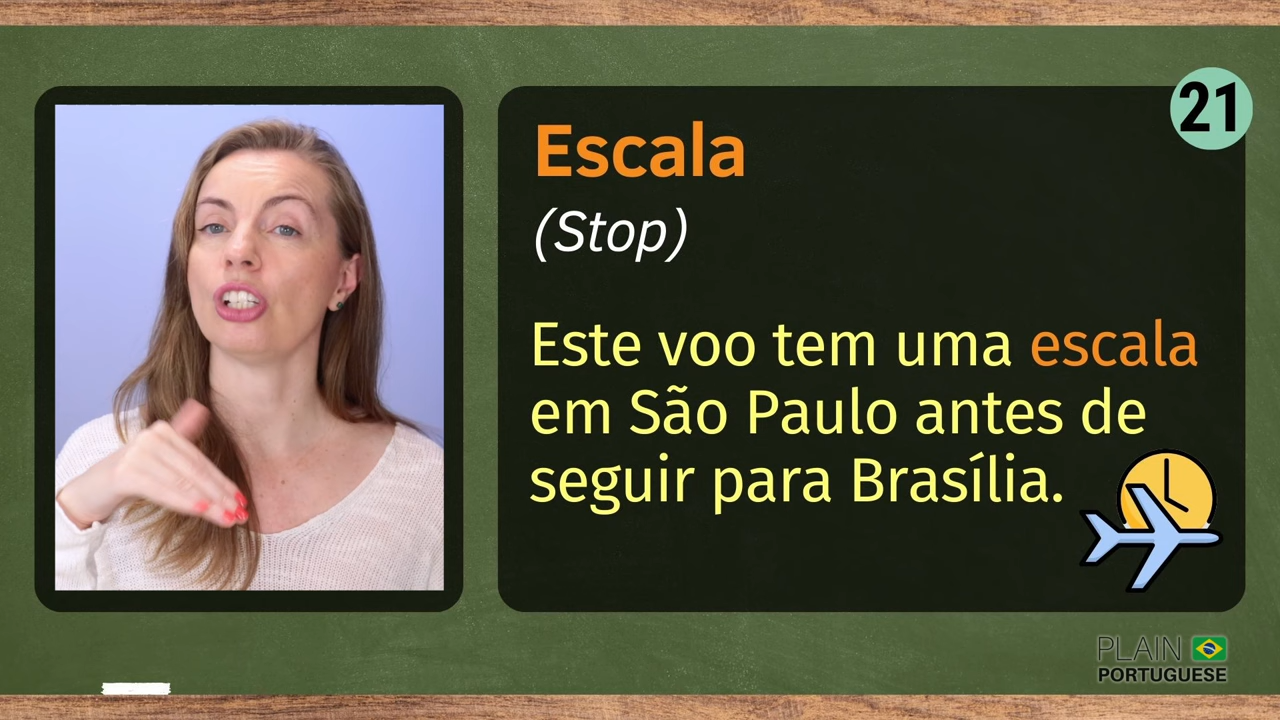 21
Escala
(Stop)
Este voo tem uma escala
em São Paulo antes de
seguir para Brasília.
PLAIN
PORTUGUESE